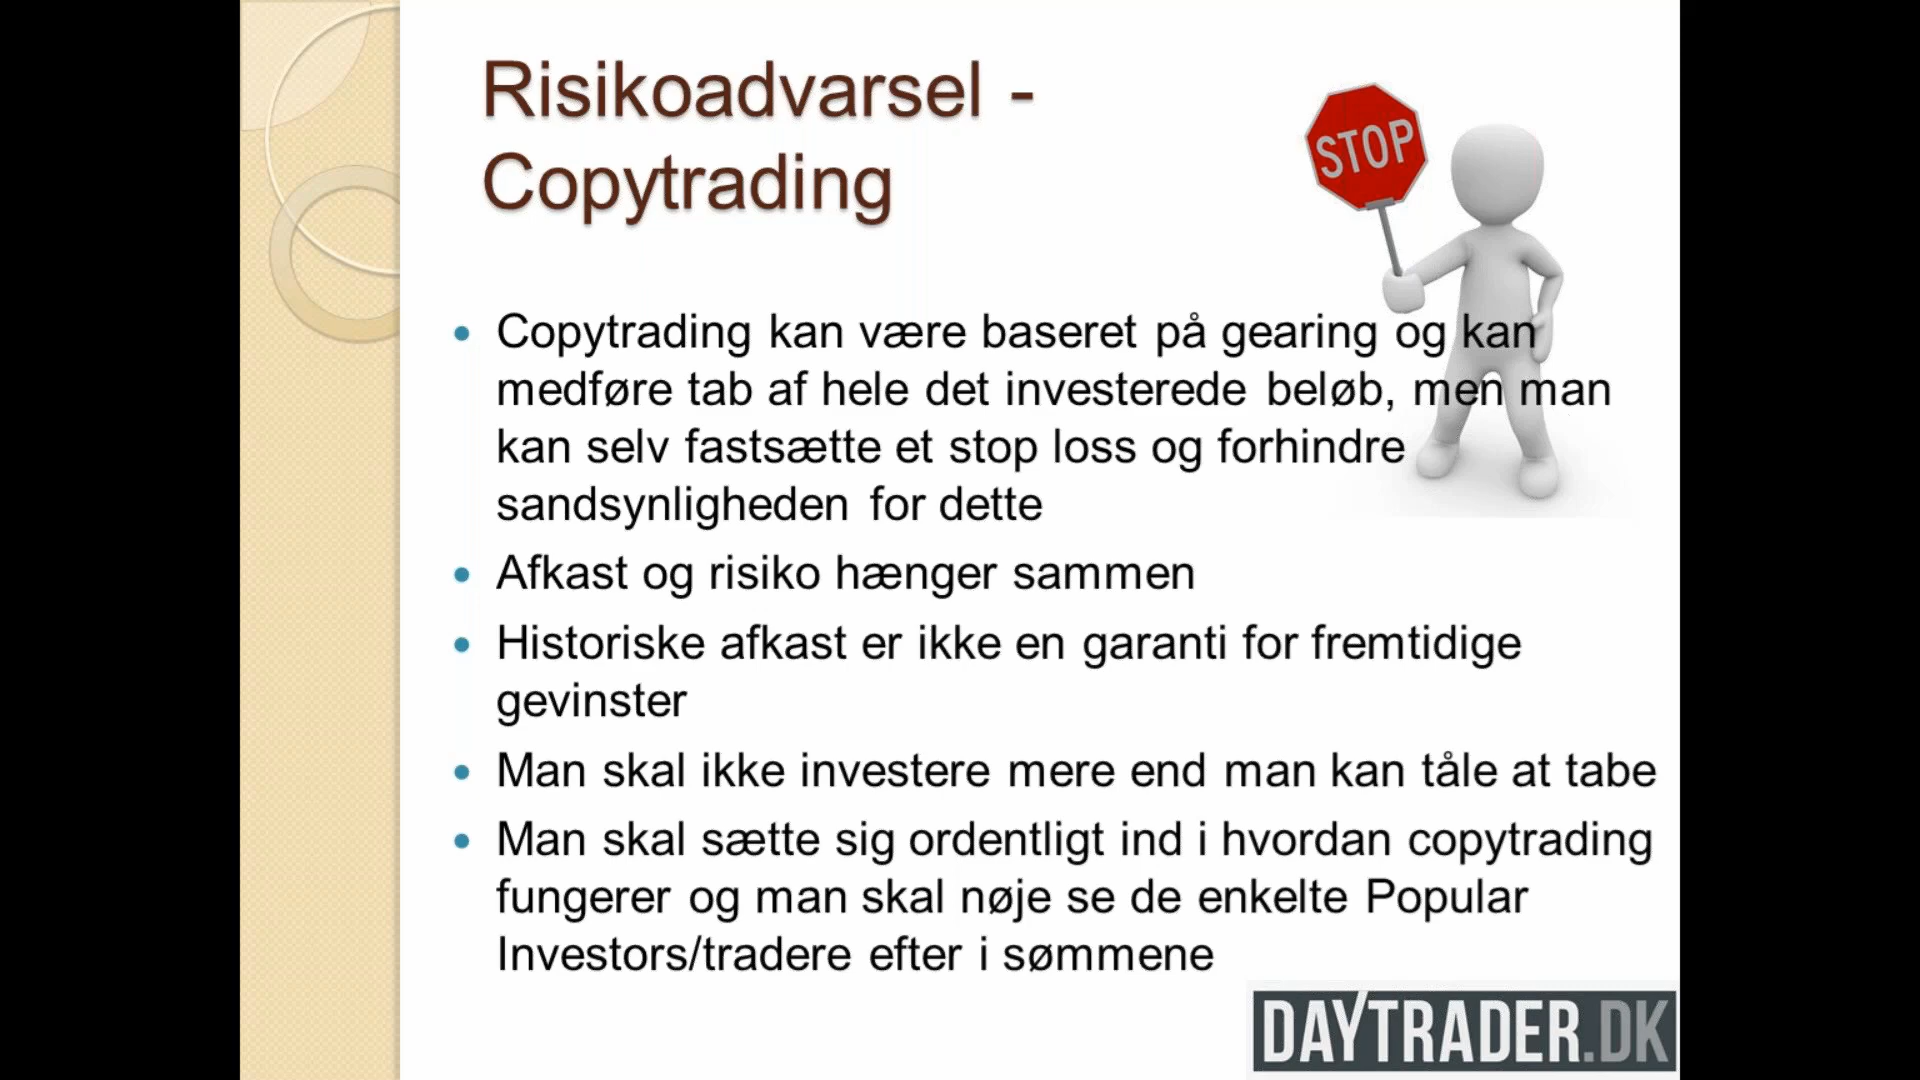 Risikoadvarsel -
Copytrading
STOP
• Copytrading kan være baseret på gearing og kan
medføre tab af hele det investerede beløb, men man
kan selv fastsætte et stop loss og forhindre
sandsynligheden for dette
• Afkast og risiko hænger sammen
• Historiske afkast er ikke en garanti for fremtidige
gevinster
• Man skal ikke investere mere end man kan tåle at tabe
• Man skal sætte sig ordentligt ind i hvordan copytrading
fungerer og man skal nøje se de enkelte Popular
Investors/tradere efter i sømmene
DAYTRADER.DK